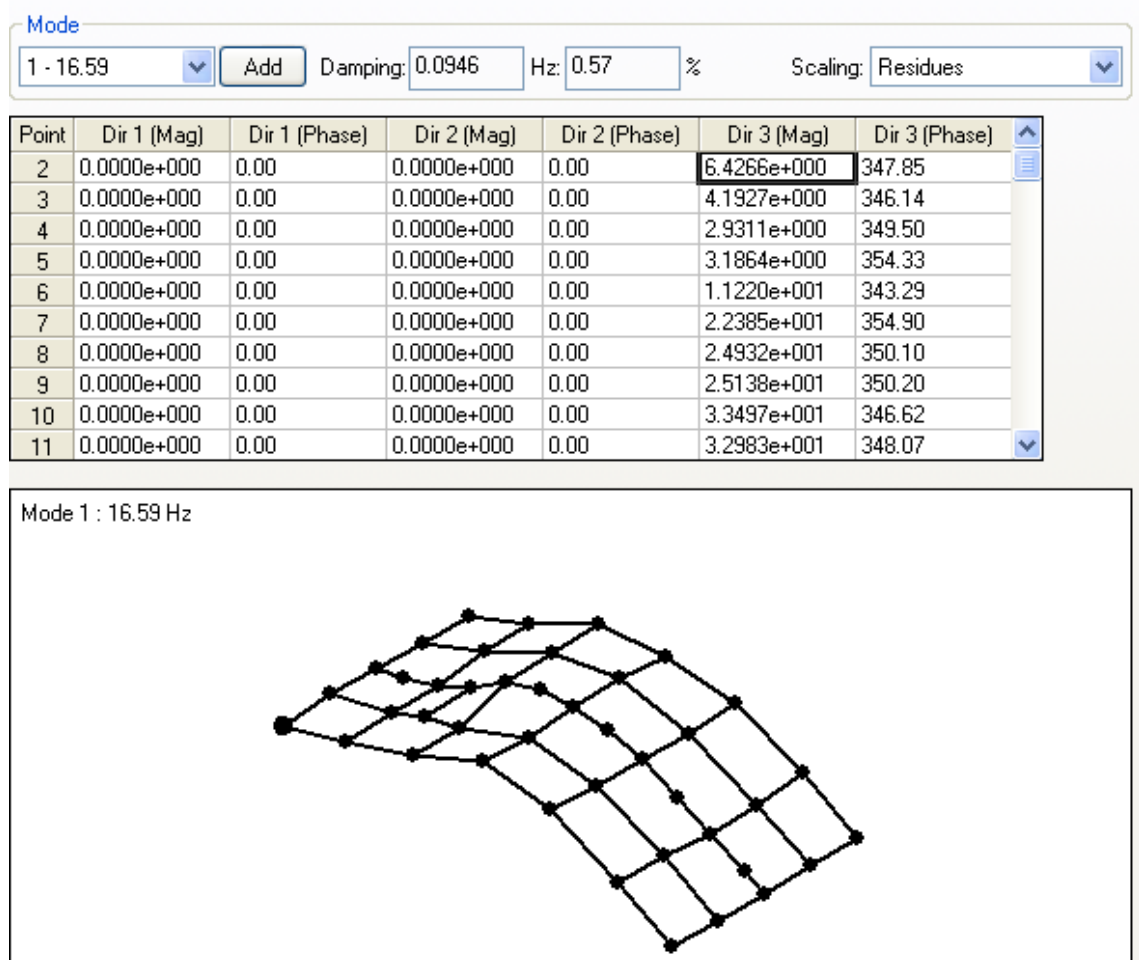 Mode
1 - 16.59 Add Damping: 0.0946 Hz: 0.57 % Scaling: Residues
Point Dir 1 (Mag) Dir 1 (Phase) Dir 2 (Mag) Dir 2 (Phase) Dir 3 (Mag) Dir 3 (Phase)
2 0.0000e+000 0.00 0.0000e+000 0.00 6.4266e+000 347.85
3 0.0000e+000 0.00 0.0000e+000 0.00 4.1927e+000 346.14
4 0.0000e+000 0.00 0.0000e+000 0.00 2.9311e+000 349.50
5 0.0000e+000 0.00 0.0000e+000 0.00 3.1864e+000 354.33
6 0.0000e+000 0.00 0.0000e+000 0.00 1.1220e+001 343.29
7 0.0000e+000 0.00 0.0000e+000 0.00 2.2385e+001 354.90
8 0.0000e+000 0.00 0.0000e+000 0.00 2.4932e+001 350.10
9 0.0000e+000 0.00 0.0000e+000 0.00 2.5138e+001 350.20
10 0.0000e+000 0.00 0.0000e+000 0.00 3.3497e+001 346.62
11 0.0000e+000 0.00 0.0000e+000 0.00 3.2983e+001 348.07
Mode 1 : 16.59 Hz